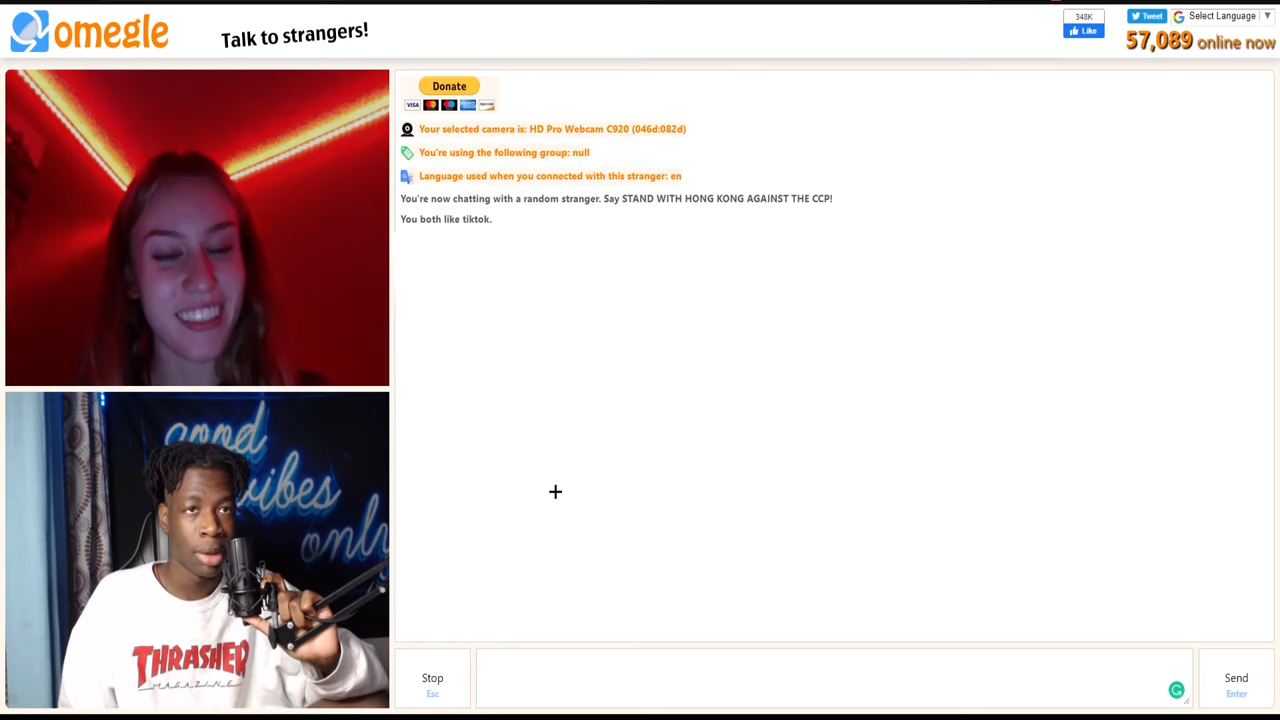 omegle
Talk to strangers!
348K
Like
Tweet
Select Language
57,089 online now
Donate
VISA
Your selected camera is: HD Pro Webcam C920 (046d:082d)
You're using the following group: null
Language used when you connected with this stranger: en
You're now chatting with a random stranger. Say STAND WITH HONG KONG AGAINST THE CCP!
You both like tiktok.
good
vibes
only
THRASHER
MAGAZINE
Stop
Esc
Send
Enter